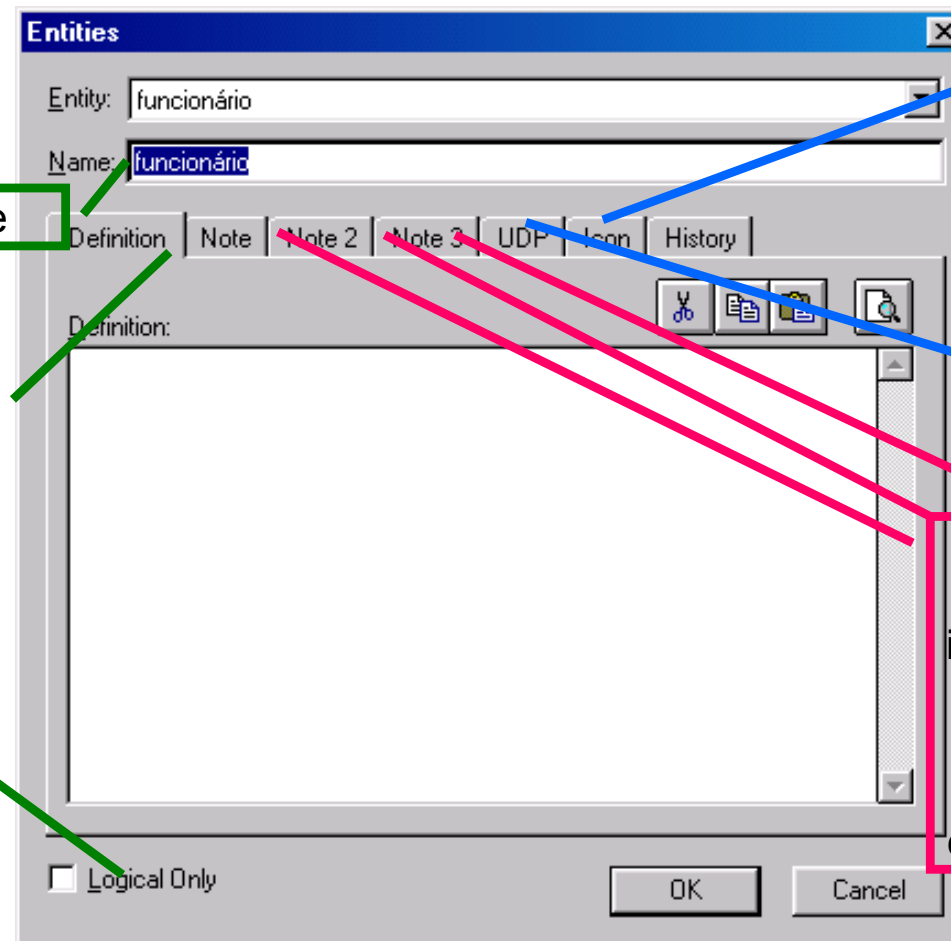 Entities
Entity: funcionário
Name: funcionário
e
Definition Note Note 2 Note 3 UDP Icon History
Definition:
i
Logical Only OK Cancel